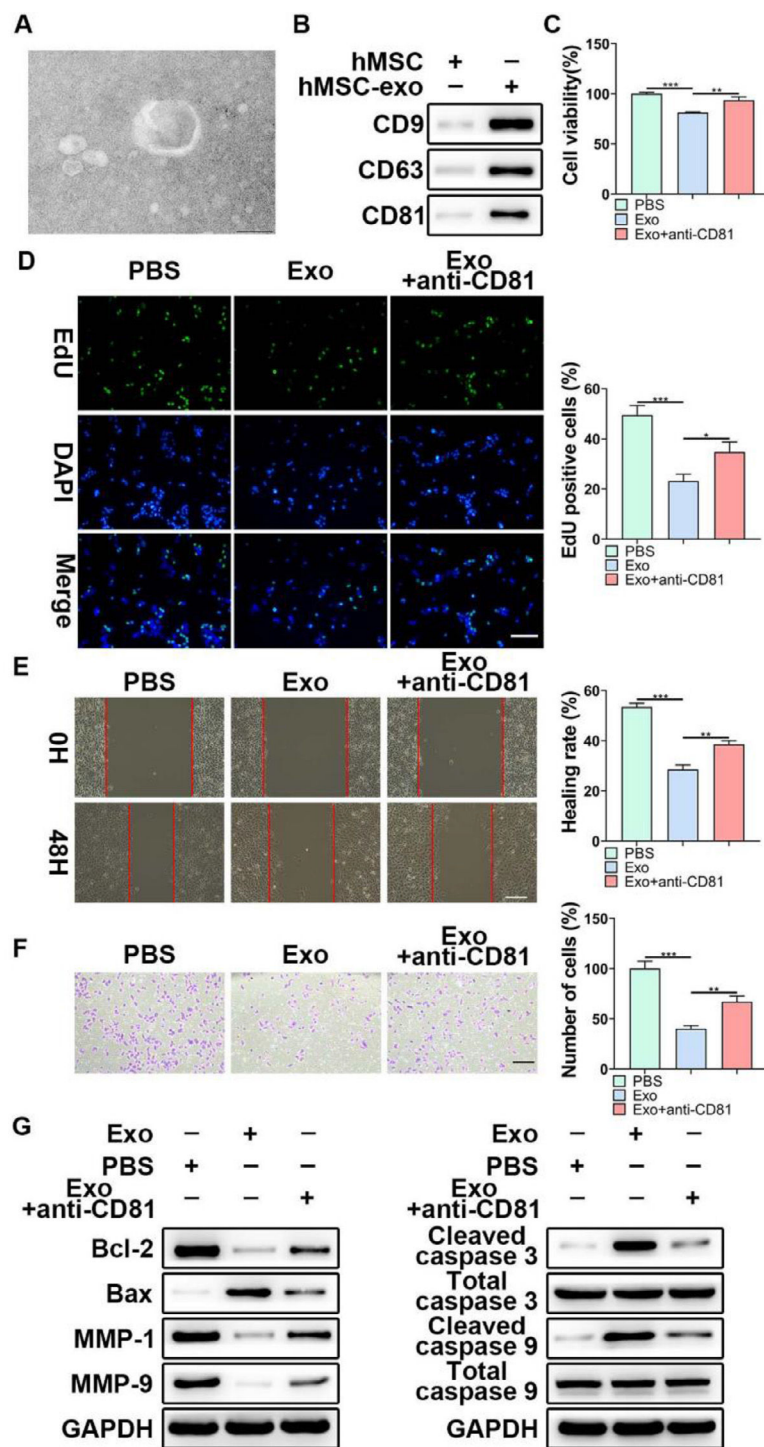 A
B
hMSC + –
hMSC-exo – +
CD9
CD63
CD81
C
Cell viability(%)
150
100
50
0
*** **
PBS
Exo
Exo+anti-CD81
D
PBS Exo Exo
+anti-CD81
EdU
DAPI
Merge
EdU positive cells (%)
60
40
20
0
*** *
PBS
Exo
Exo+anti-CD81
E
PBS Exo Exo
+anti-CD81
0H
48H
Healing rate (%)
60
40
20
0
*** **
PBS
Exo
Exo+anti-CD81
F
PBS Exo Exo
+anti-CD81
Number of cells (%)
150
100
50
0
*** **
PBS
Exo
Exo+anti-CD81
G
Exo – + –
PBS + – –
Exo
+anti-CD81 – – +
Bcl-2
Bax
MMP-1
MMP-9
GAPDH
Exo – + –
PBS + – –
Exo
+anti-CD81 – – +
Cleaved
caspase 3
Total
caspase 3
Cleaved
caspase 9
Total
caspase 9
GAPDH